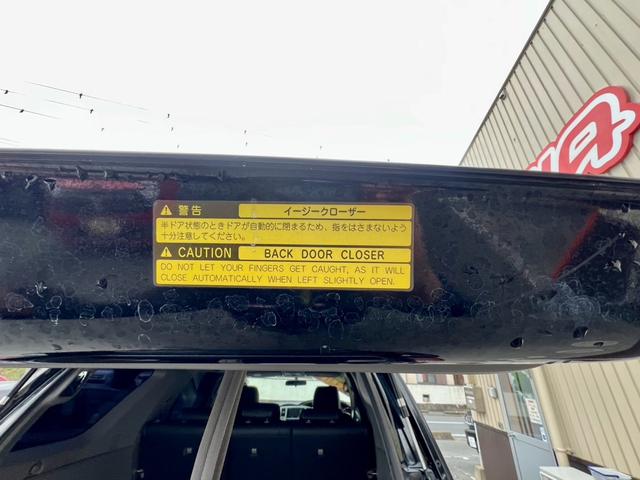 警告 イージークローザー
半ドア状態のときドアが自動的に閉まるため、指をはさまないよう
十分注意してください。
CAUTION BACK DOOR CLOSER
DO NOT LET YOUR FINGERS GET CAUGHT, AS IT WILL
CLOSE AUTOMATICALLY WHEN LEFT SLIGHTLY OPEN.